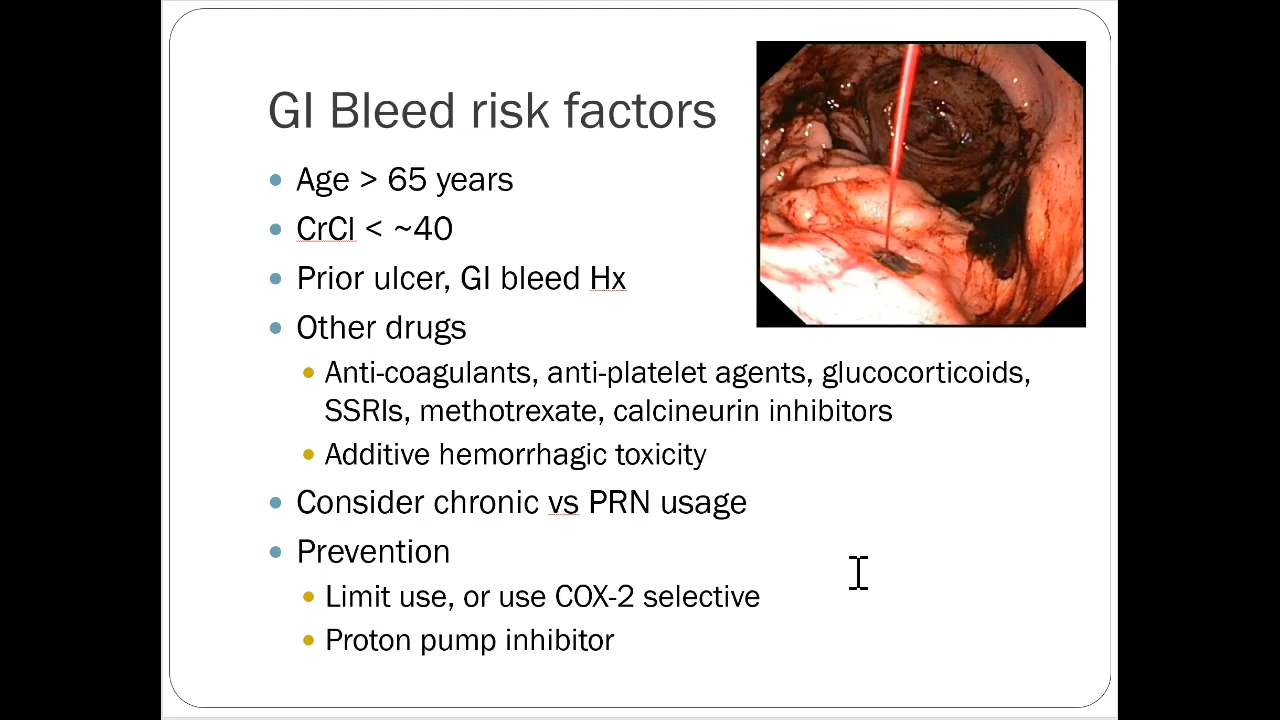 GI Bleed risk factors
Age > 65 years
CrCl < ~40
Prior ulcer, GI bleed Hx
Other drugs
Anti-coagulants, anti-platelet agents, glucocorticoids,
SSRIs, methotrexate, calcineurin inhibitors
Additive hemorrhagic toxicity
Consider chronic vs PRN usage
Prevention
Limit use, or use COX-2 selective
Proton pump inhibitor